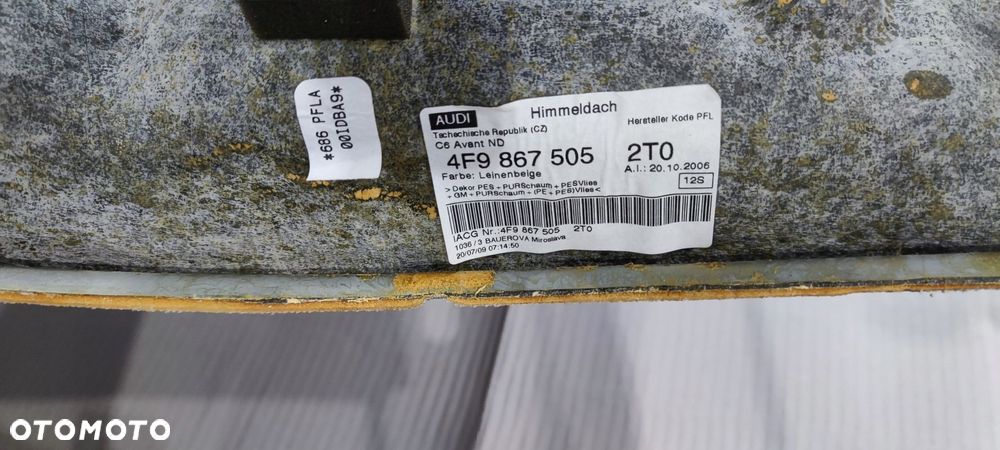 *686 PFLA
00IDBA9*
AUDI Himmeldach
Tschechische Republik (CZ) Hersteller Kode PFL
C6 Avant ND
4F9 867 505 2T0
Farbe: Leinenbeige A.I.: 20.10.2006
> Dekor PES + PURSchaum + PESVlies 12S
+ GM + PURSchaum + (PE + PES)Vlies <
IACG Nr.:4F9 867 505 2T0
1036 / 3 BAUEROVA Miroslava
20/07/09 07:14:50
OTOMOTO